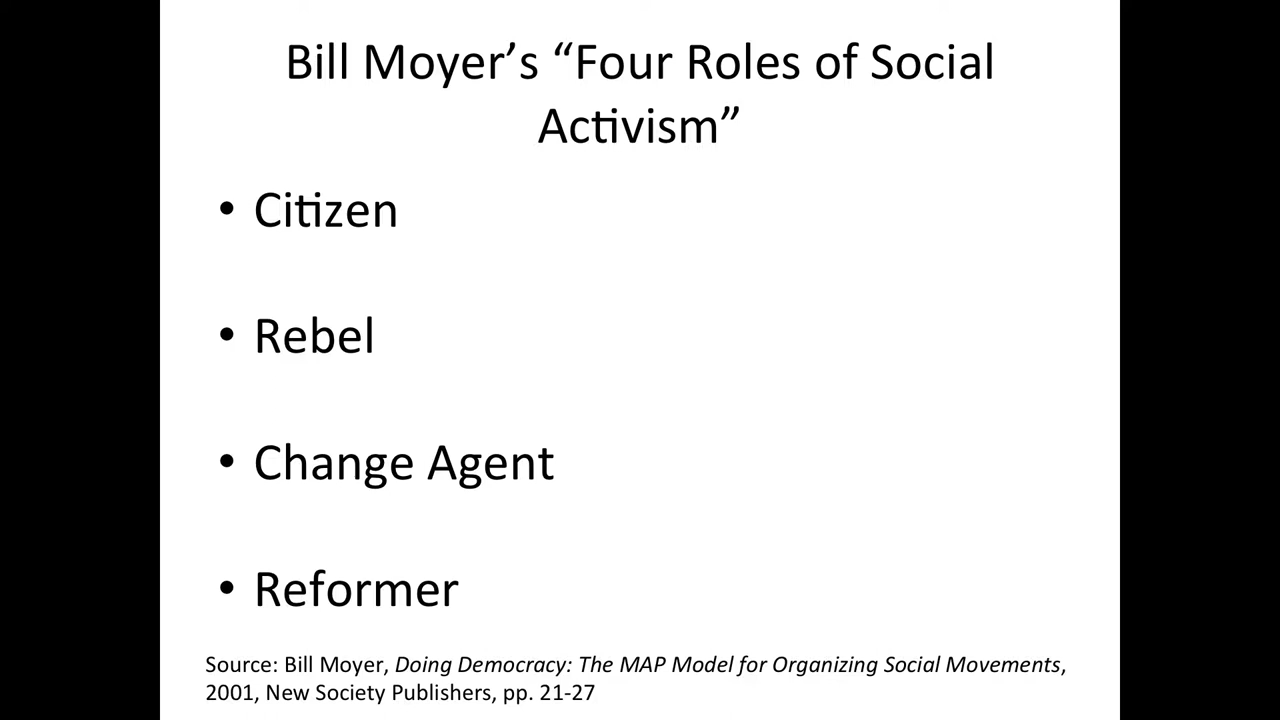 Bill Moyer’s “Four Roles of Social
Activism”
• Citizen
• Rebel
• Change Agent
• Reformer
Source: Bill Moyer, Doing Democracy: The MAP Model for Organizing Social Movements,
2001, New Society Publishers, pp. 21-27